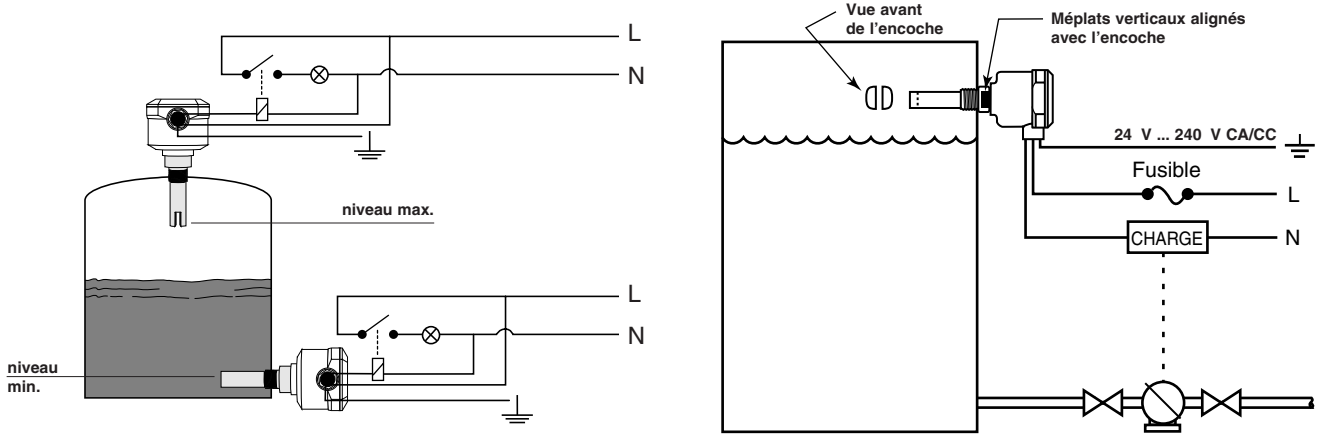 L
N
niveau max.
L
N
niveau
min.
Vue avant
de l'encoche
Méplats verticaux alignés
avec l'encoche
24 V ... 240 V CA/CC
Fusible
L
CHARGE
N